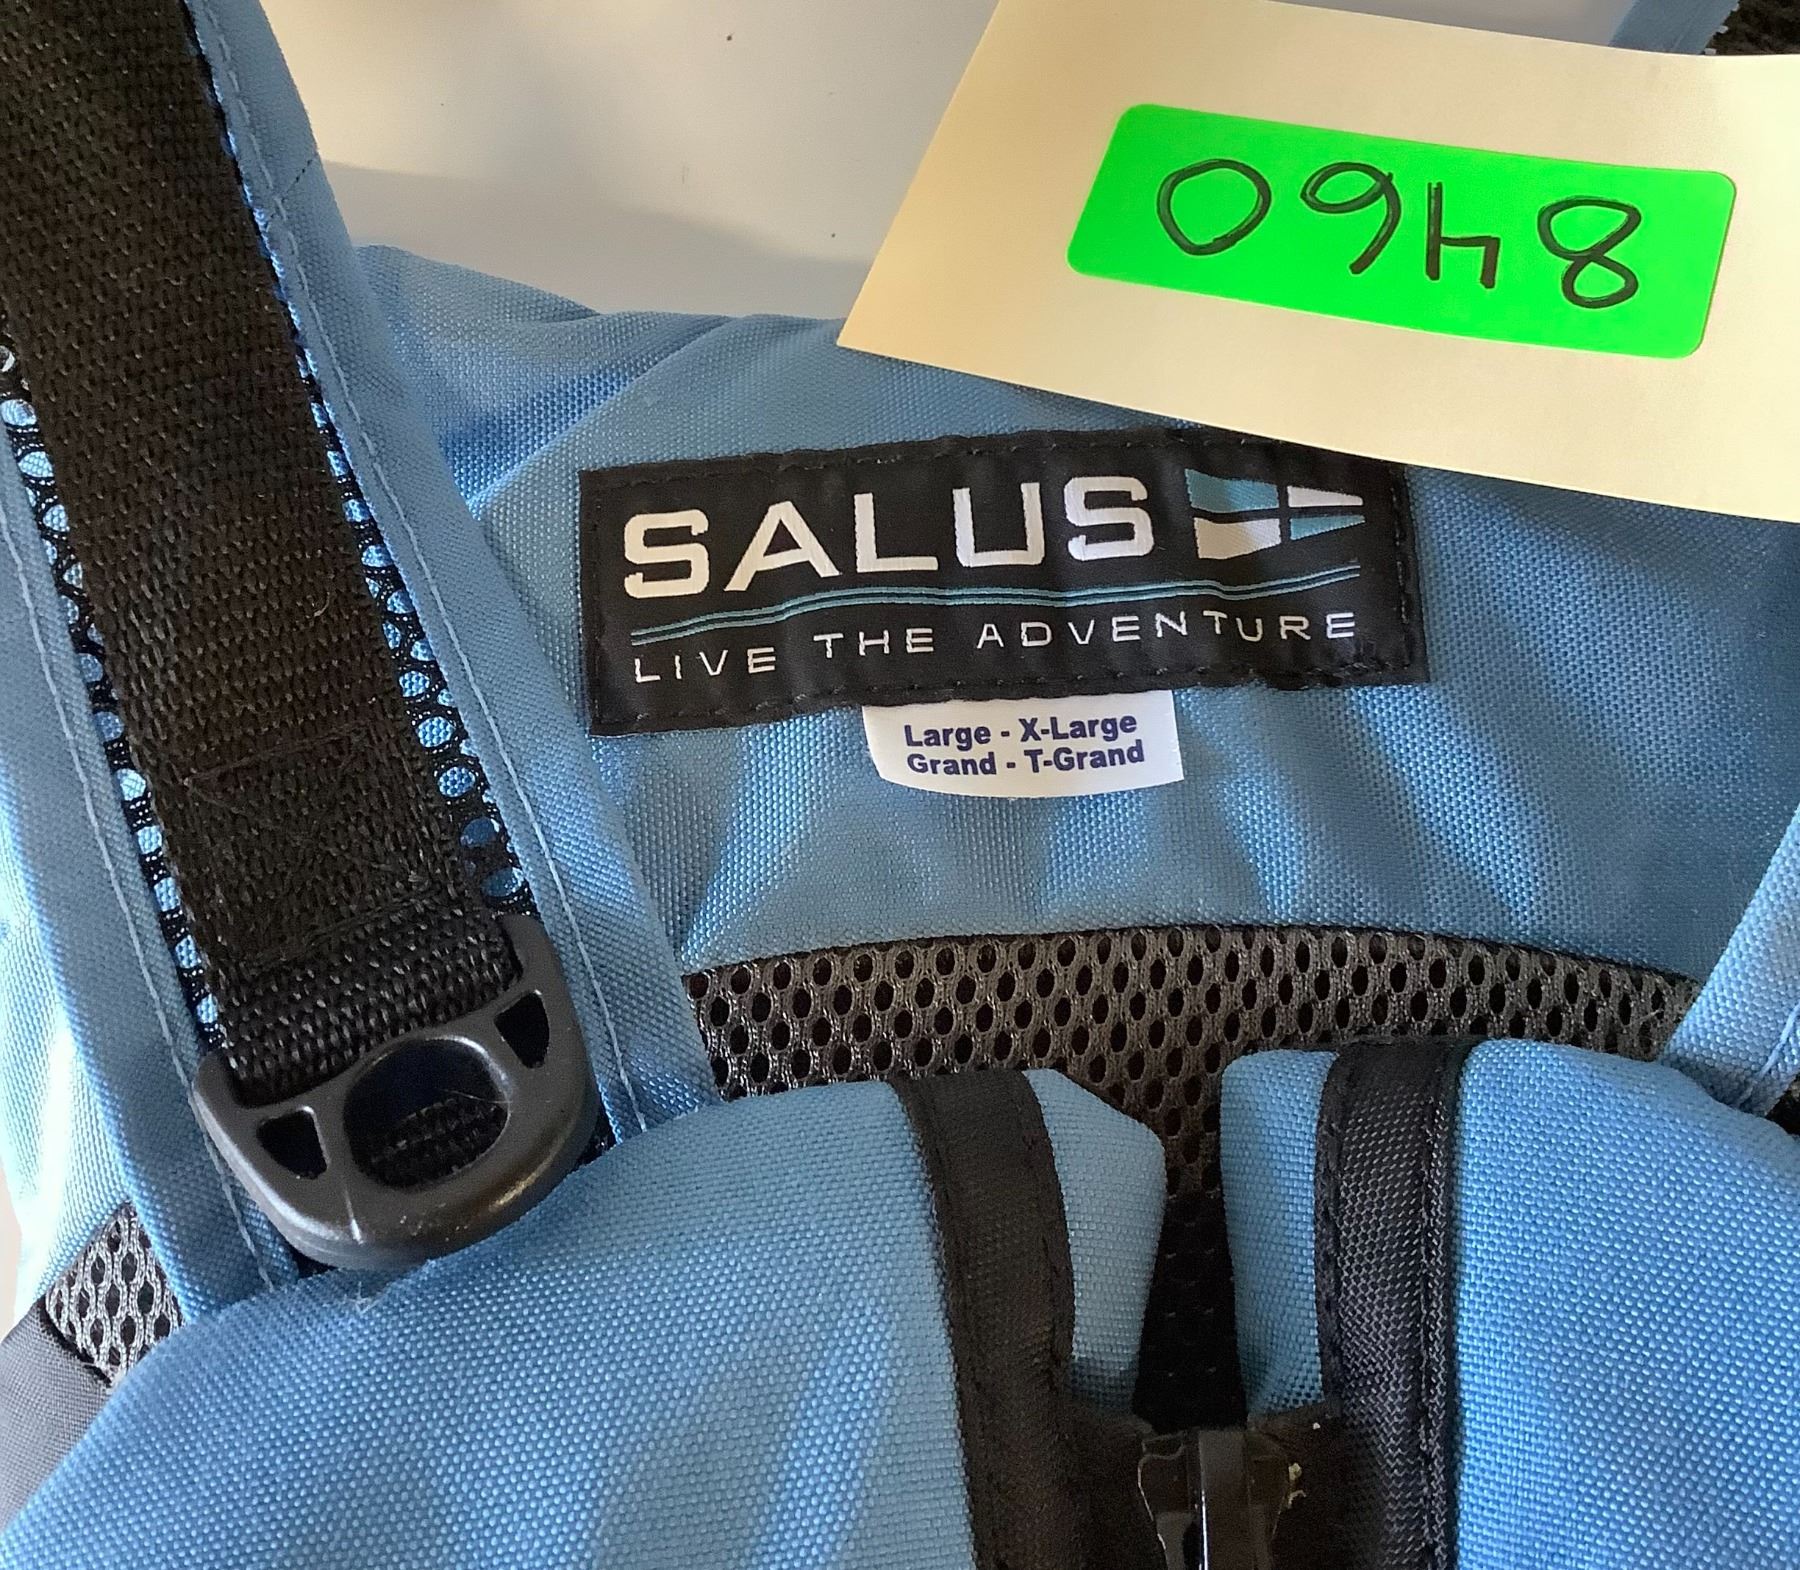 8460
SALUS
LIVE THE ADVENTURE
Large - X-Large
Grand - T-Grand